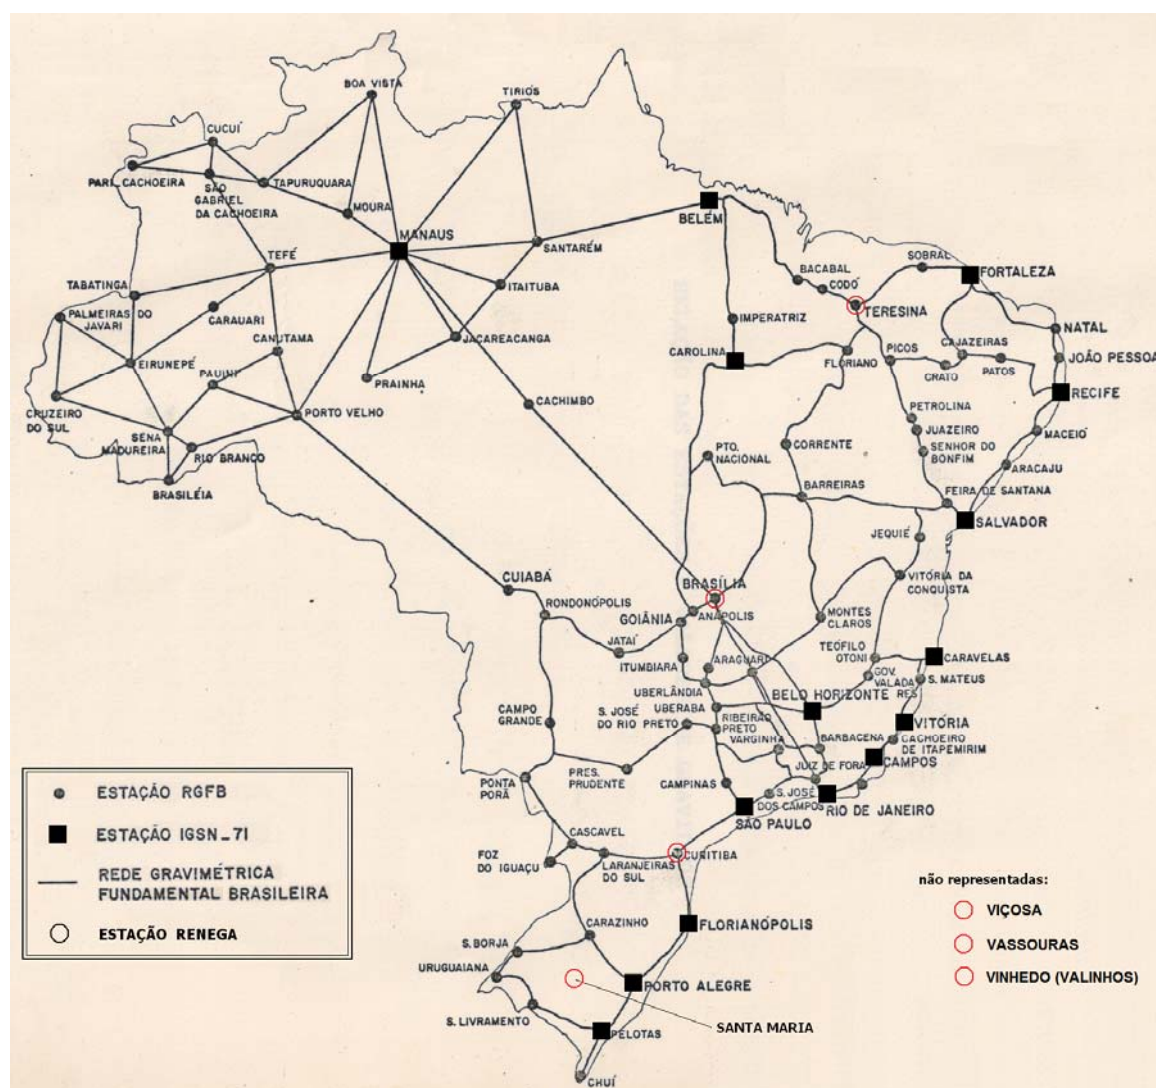 BOA VISTA
TIRIÓS
CUCUÍ
PARI CACHOEIRA
SÃO
GABRIEL
DA CACHOEIRA
TAPURUQUARA
MOURA
MANAUS
BELÉM
SANTARÉM
TEFÉ
TABATINGA
ITAITUBA
BACABAL
CODÓ
SOBRAL
FORTALEZA
TERESINA
PALMEIRAS DO
JAVARI
CARAUARI
CANUTAMA
JACAREACANGA
IMPERATRIZ
NATAL
EIRUNEPÉ
PAUINÍ
PRAINHA
CAROLINA
FLORIANO
PICOS
CAJAZEIRAS
CRATO
PATOS
JOÃO PESSOA
RECIFE
CRUZEIRO
DO SUL
PORTO VELHO
CACHIMBO
PETROLINA
JUAZEIRO
MACEIÓ
SENA
MADUREIRA
RIO BRANCO
BRASILÉIA
PTO.
NACIONAL
CORRENTE
SENHOR DO
BONFIM
ARACAJU
BARREIRAS
FEIRA DE SANTANA
SALVADOR
JEQUIÉ
CUIABÁ
RONDONÓPOLIS
BRASÍLIA
ANÁPOLIS
GOIÂNIA
VITÓRIA DA
CONQUISTA
MONTES
CLAROS
JATAÍ
ITUMBIARA
ARAGUARI
TEÓFILO
OTONI
CARAVELAS
UBERLÂNDIA
GOV.
VALADA
RES
S. MATEUS
BELO HORIZONTE
CAMPO
GRANDE
S. JOSÉ
DO RIO PRETO
UBERABA
RIBEIRÃO
PRETO
VARGINHA
BARBACENA
VITÓRIA
CACHOEIRO
DE ITAPEMIRIM
CAMPOS
JUIZ DE FORA
PONTA
PORÃ
PRES.
PRUDENTE
CAMPINAS
S. JOSÉ
DOS CAMPOS
RIO DE JANEIRO
SÃO PAULO
CASCAVEL
FOZ
DO IGUAÇU
LARANJEIRAS
DO SUL
CURITIBA
CARAZINHO
FLORIANÓPOLIS
S. BORJA
URUGUAIANA
PORTO ALEGRE
S. LIVRAMENTO
SANTA MARIA
PELOTAS
CHUÍ
ESTAÇÃO RGFB
ESTAÇÃO IGSN_71
REDE GRAVIMÉTRICA
FUNDAMENTAL BRASILEIRA
ESTAÇÃO RENEGA
não representadas:
VIÇOSA
VASSOURAS
VINHEDO (VALINHOS)